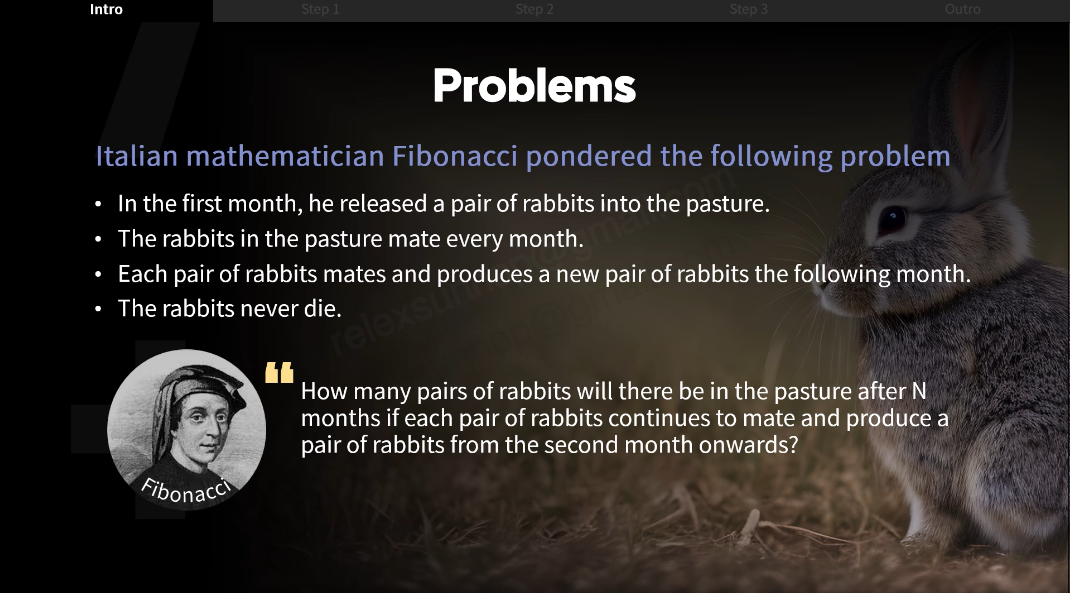 Intro Step 1 Step 2 Step 3 Outro
Problems
Italian mathematician Fibonacci pondered the following problem
• In the first month, he released a pair of rabbits into the pasture.
• The rabbits in the pasture mate every month.
• Each pair of rabbits mates and produces a new pair of rabbits the following month.
• The rabbits never die.
Fibonacci
❝ How many pairs of rabbits will there be in the pasture after N
months if each pair of rabbits continues to mate and produce a
pair of rabbits from the second month onwards?